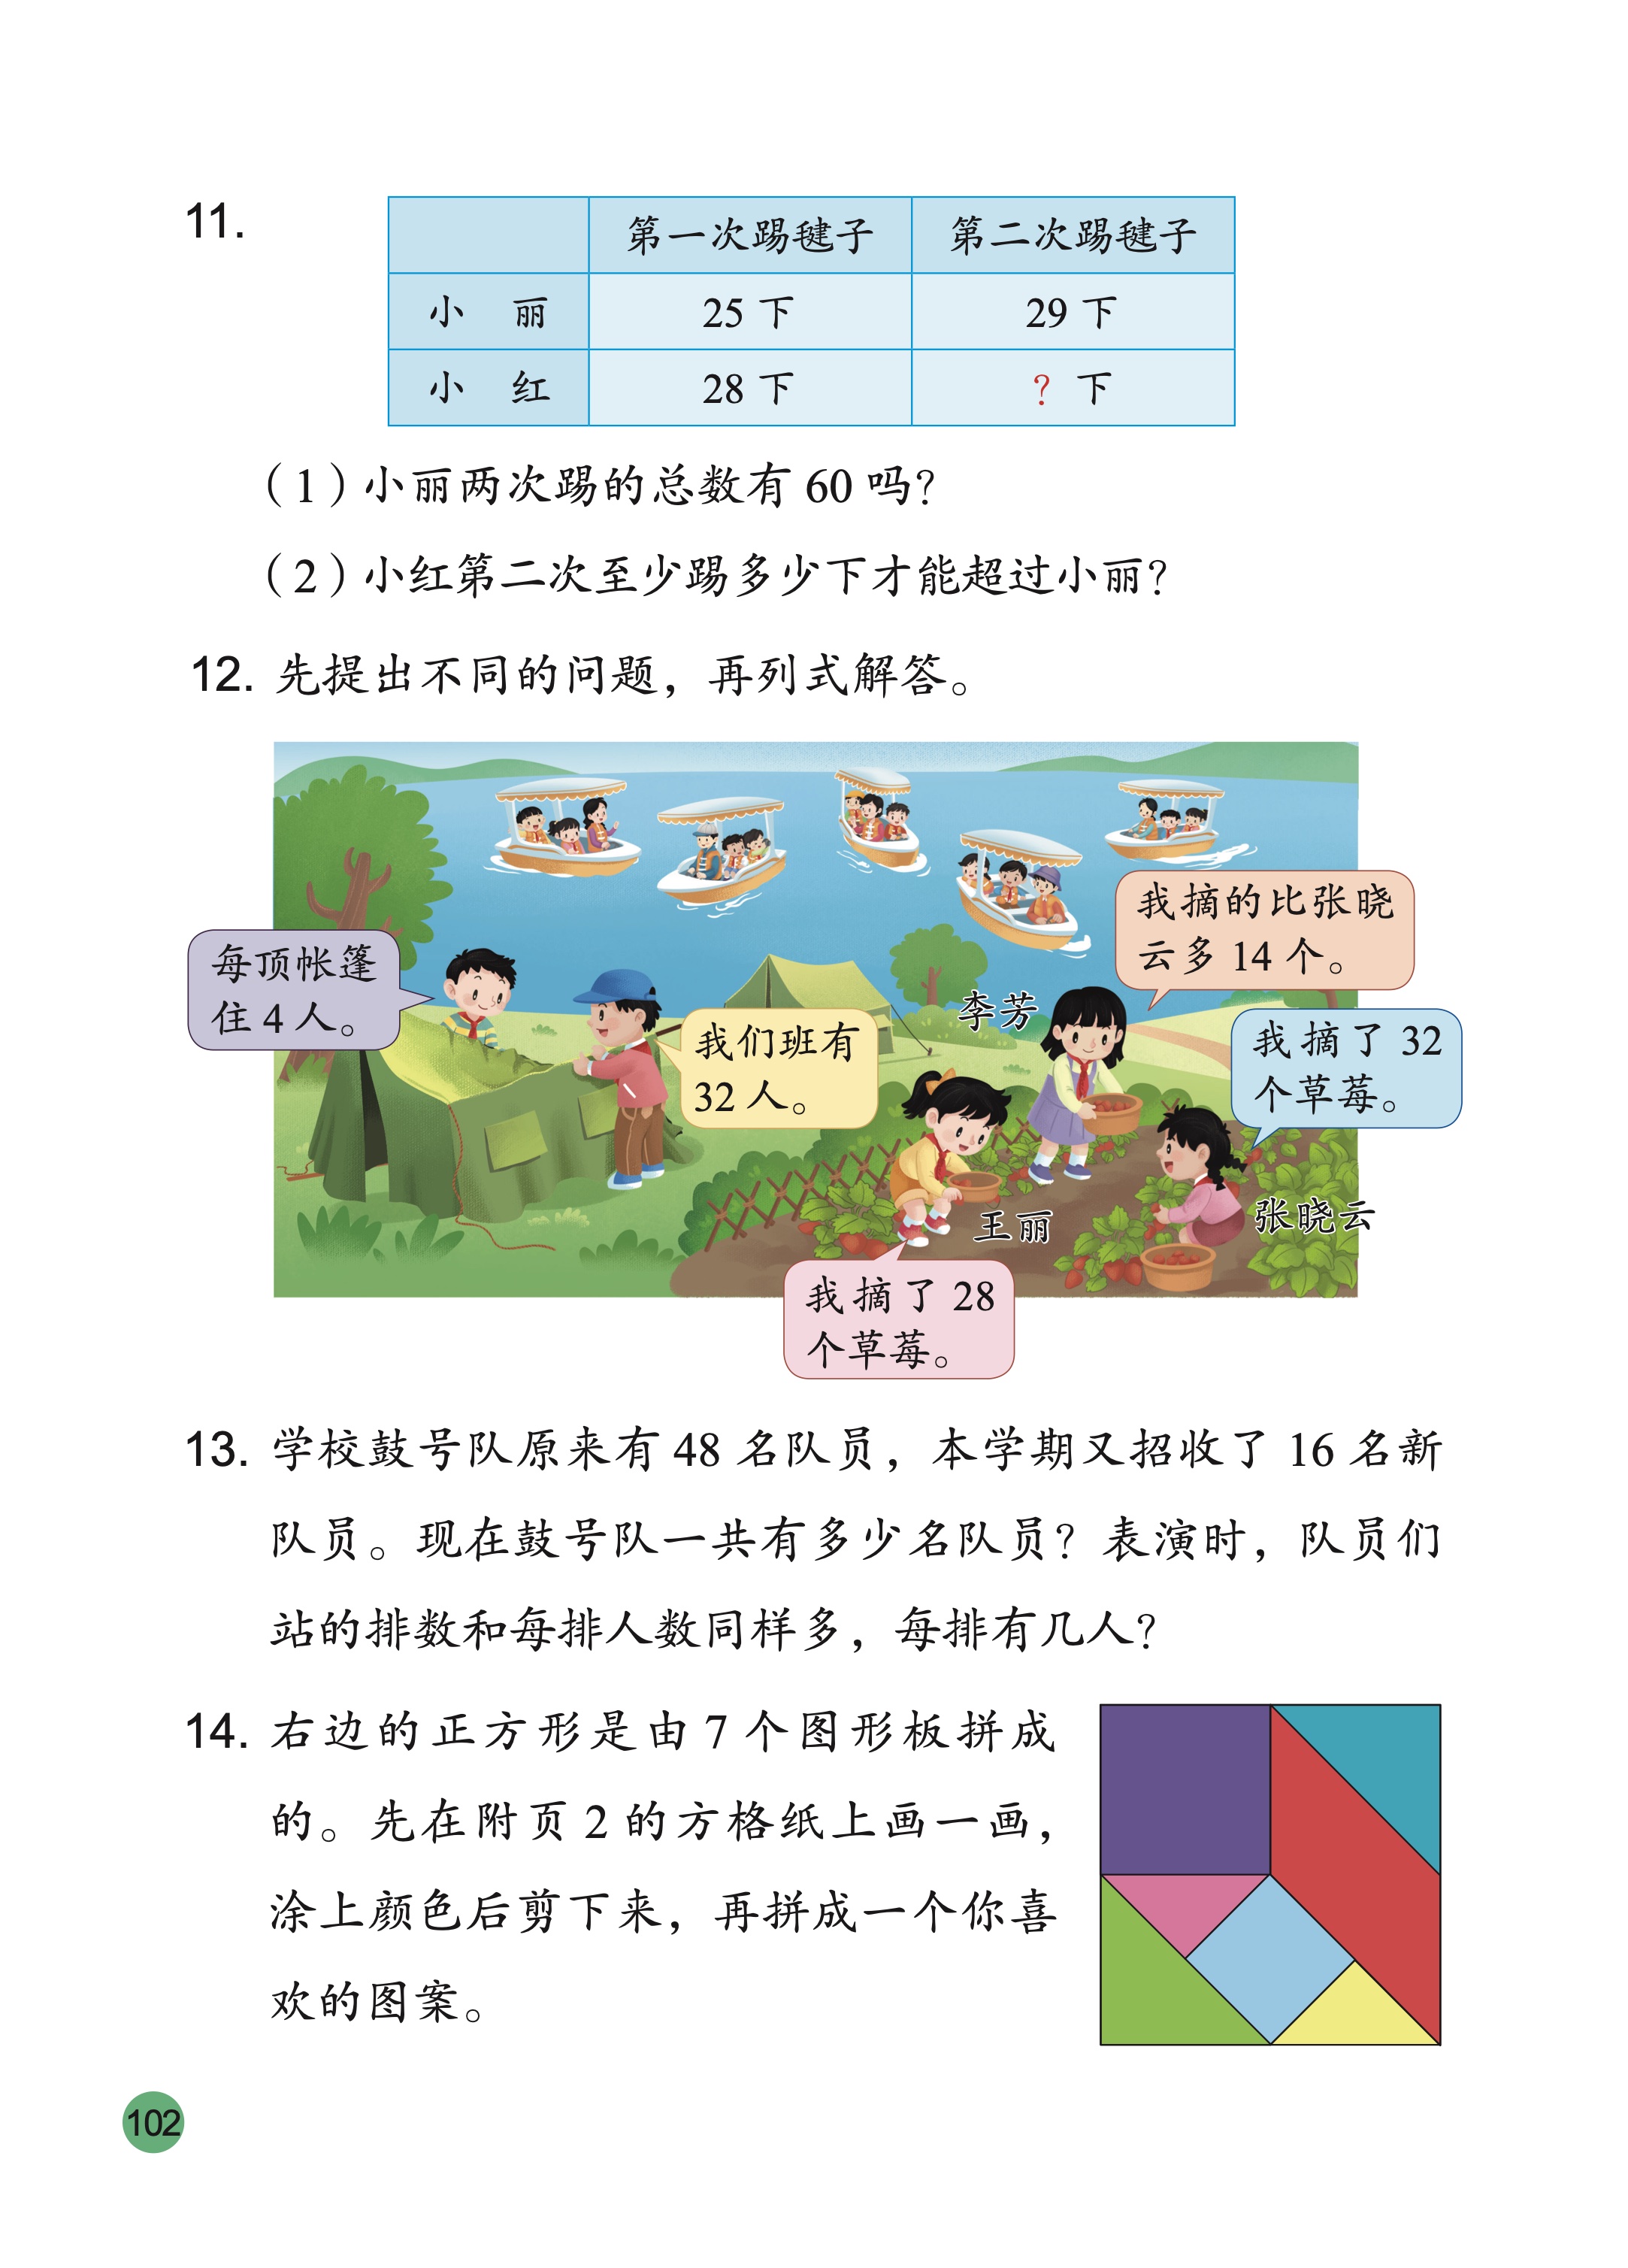 11.
第一次踢毽子 第二次踢毽子
小 丽 25 下 29 下
小 红 28 下 ? 下
（1）小丽两次踢的总数有 60 吗？
（2）小红第二次至少踢多少下才能超过小丽？
12. 先提出不同的问题，再列式解答。
我摘的比张晓
云多 14 个。
每顶帐篷
住 4 人。
李芳
我们班有
32 人。
我摘了 32
个草莓。
王丽
张晓云
我摘了 28
个草莓。
13. 学校鼓号队原来有 48 名队员，本学期又招收了 16 名新
队员。现在鼓号队一共有多少名队员？表演时，队员们
站的排数和每排人数同样多，每排有几人？
14. 右边的正方形是由 7 个图形板拼成
的。先在附页 2 的方格纸上画一画，
涂上颜色后剪下来，再拼成一个你喜
欢的图案。
102